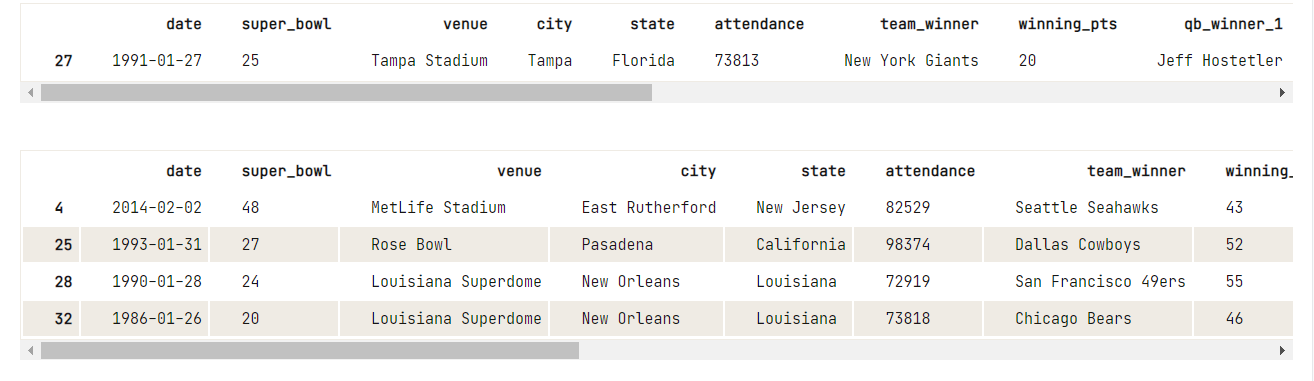 date super_bowl venue city state attendance team_winner winning_pts qb_winner_1
27 1991-01-27 25 Tampa Stadium Tampa Florida 73813 New York Giants 20 Jeff Hostetler
date super_bowl venue city state attendance team_winner winning_
4 2014-02-02 48 MetLife Stadium East Rutherford New Jersey 82529 Seattle Seahawks 43
25 1993-01-31 27 Rose Bowl Pasadena California 98374 Dallas Cowboys 52
28 1990-01-28 24 Louisiana Superdome New Orleans Louisiana 72919 San Francisco 49ers 55
32 1986-01-26 20 Louisiana Superdome New Orleans Louisiana 73818 Chicago Bears 46